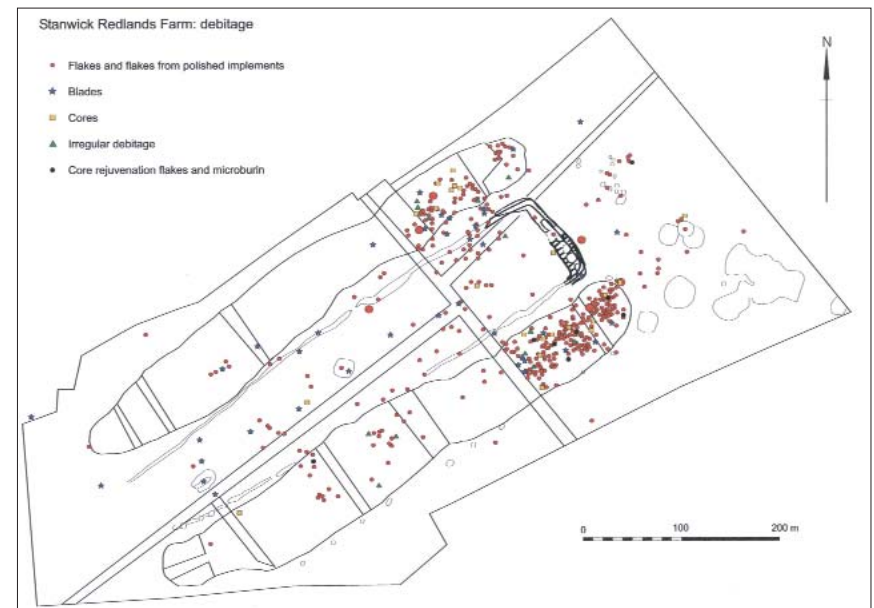 Stanwick Redlands Farm: debitage
Flakes and flakes from polished implements
Blades
Cores
Irregular debitage
Core rejuvenation flakes and microburin
N
0 100 200 m